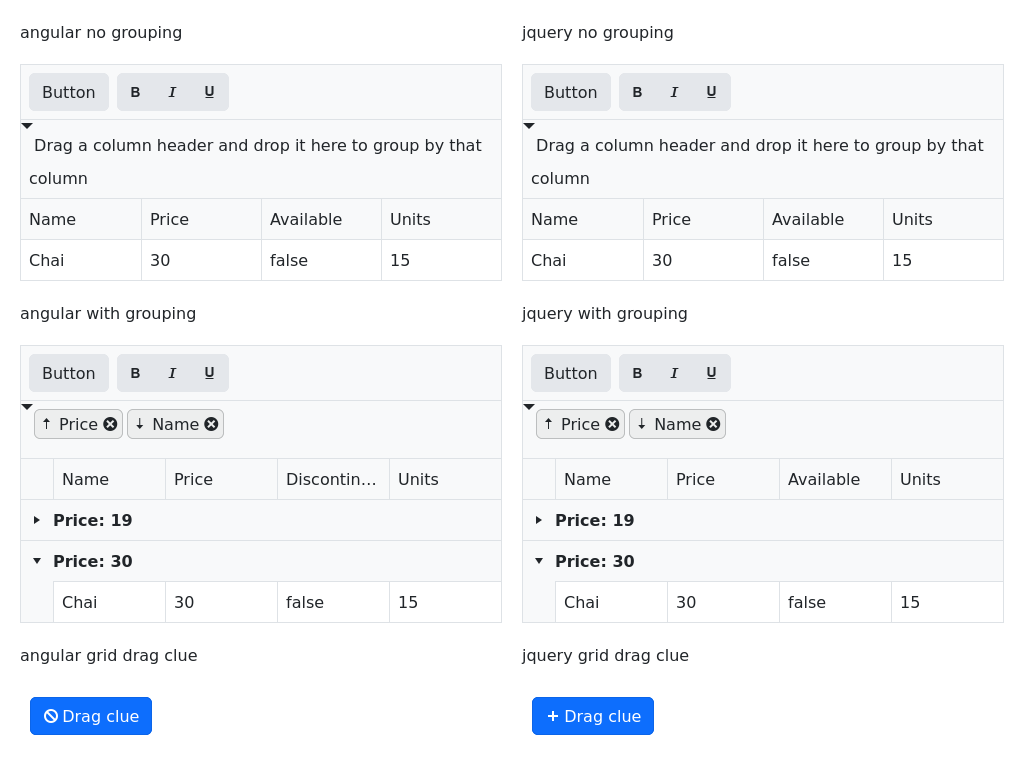 angular no grouping
jquery no grouping
Button B I U
Button B I U
Drag a column header and drop it here to group by that
column
Drag a column header and drop it here to group by that
column
Name Price Available Units
Chai 30 false 15
Name Price Available Units
Chai 30 false 15
angular with grouping
jquery with grouping
Button B I U
Button B I U
↑ Price ↓ Name
↑ Price ↓ Name
Name Price Discontin... Units
Price: 19
Price: 30
Chai 30 false 15
Name Price Available Units
Price: 19
Price: 30
Chai 30 false 15
angular grid drag clue
jquery grid drag clue
Drag clue
+ Drag clue